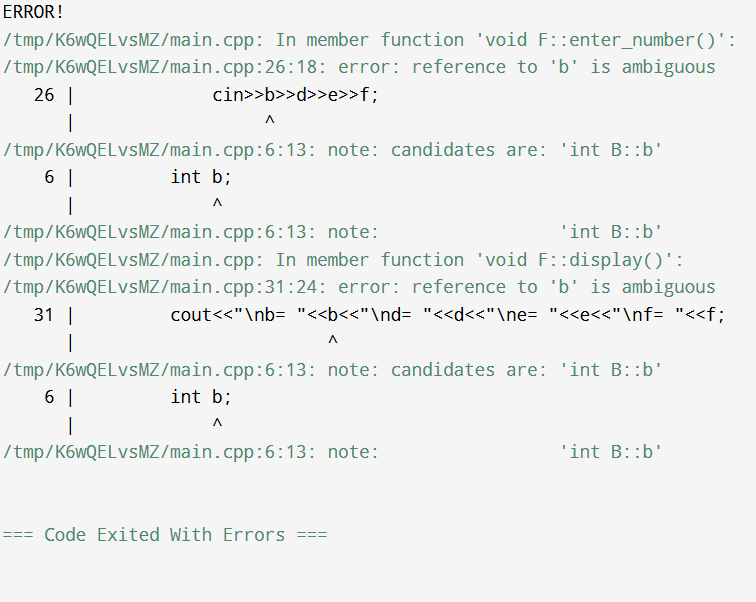 ERROR!
/tmp/K6wQELvsMZ/main.cpp: In member function 'void F::enter_number()':
/tmp/K6wQELvsMZ/main.cpp:26:18: error: reference to 'b' is ambiguous
   26 |             cin>>b>>d>>e>>f;
      |                  ^
/tmp/K6wQELvsMZ/main.cpp:6:13: note: candidates are: 'int B::b'
    6 |         int b;
      |             ^
/tmp/K6wQELvsMZ/main.cpp:6:13: note:                 'int B::b'
/tmp/K6wQELvsMZ/main.cpp: In member function 'void F::display()':
/tmp/K6wQELvsMZ/main.cpp:31:24: error: reference to 'b' is ambiguous
   31 |         cout<<"\nb= "<<b<<"\nd= "<<d<<"\ne= "<<e<<"\nf= "<<f;
      |                        ^
/tmp/K6wQELvsMZ/main.cpp:6:13: note: candidates are: 'int B::b'
    6 |         int b;
      |             ^
/tmp/K6wQELvsMZ/main.cpp:6:13: note:                 'int B::b'
=== Code Exited With Errors ===